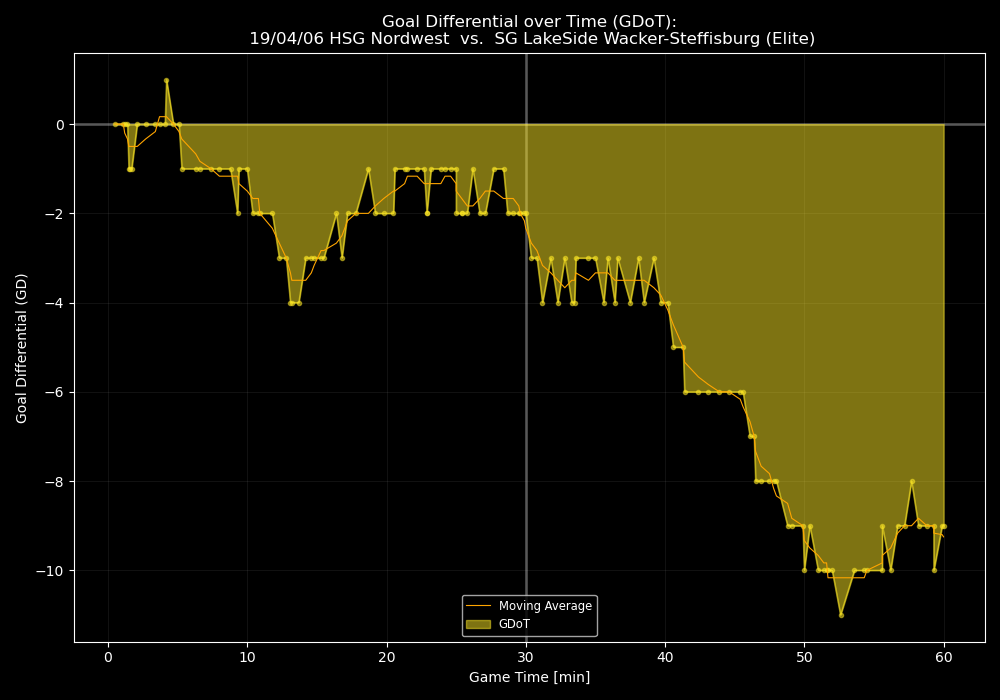 Goal Differential over Time (GDoT):
19/04/06 HSG Nordwest  vs.  SG LakeSide Wacker-Steffisburg (Elite)
Goal Differential (GD)
0
−2
−4
−6
−8
−10
Moving Average
GDoT
0 10 20 30 40 50 60
Game Time [min]